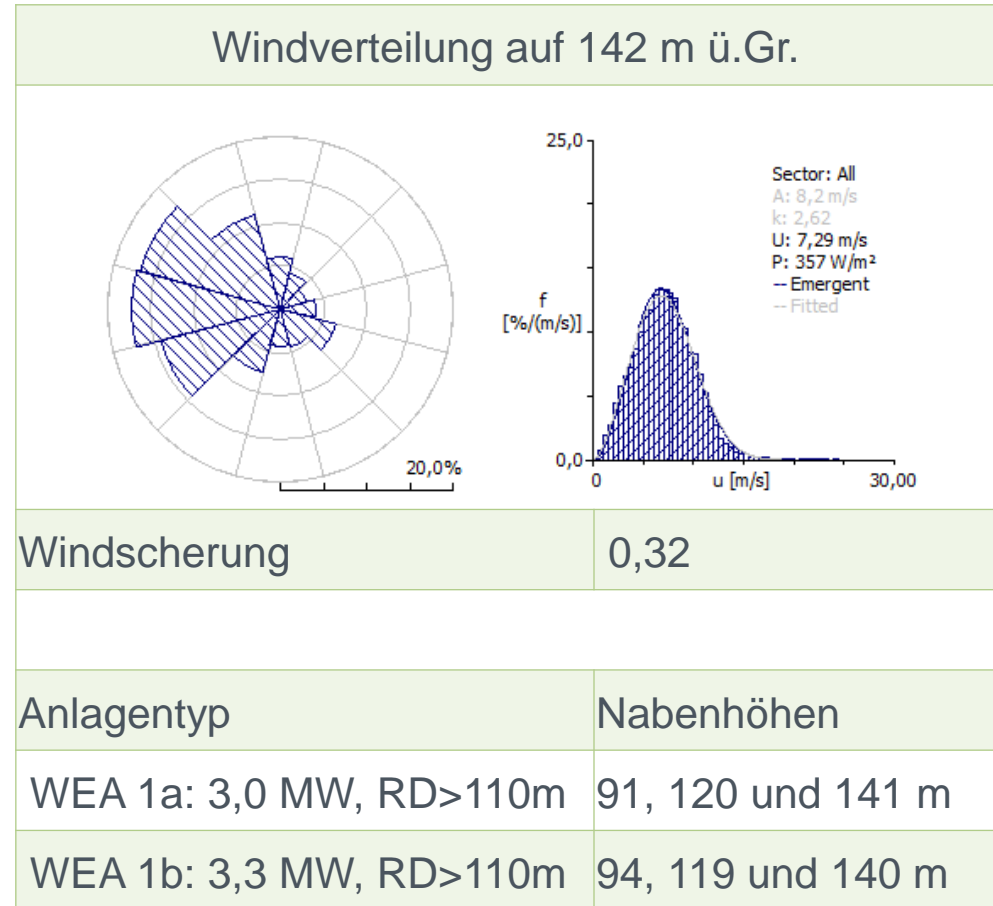 Windverteilung auf 142 m ü.Gr.
25,0
Sector: All
A: 8,2 m/s
k: 2,62
U: 7,29 m/s
P: 357 W/m²
-- Emergent
-- Fitted
f
[%/(m/s)]
20,0%
0,0
0
u [m/s]
30,00
Windscherung 0,32
Anlagentyp Nabenhöhen
WEA 1a: 3,0 MW, RD>110m 91, 120 und 141 m
WEA 1b: 3,3 MW, RD>110m 94, 119 und 140 m